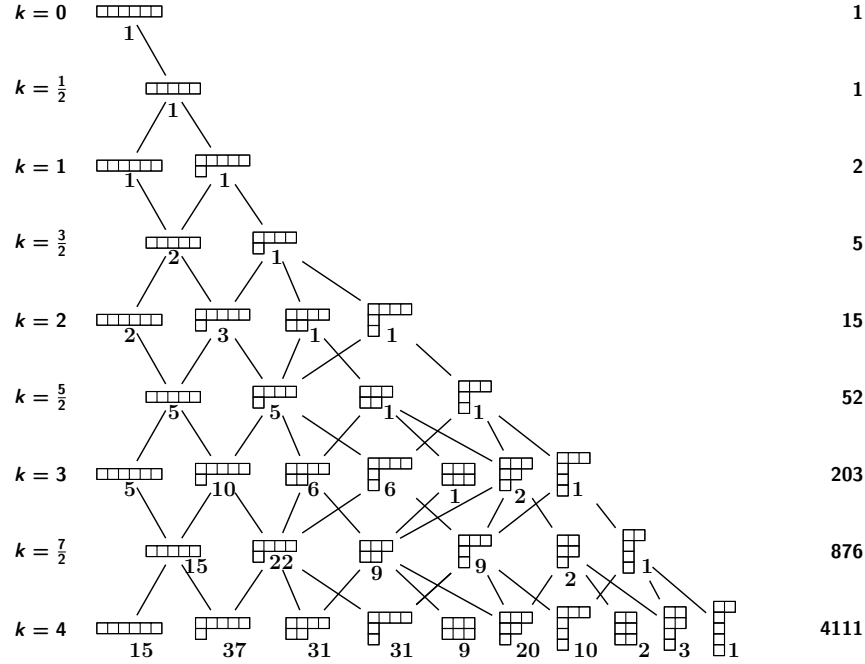 k = 0 1 1
k = 1/2 1 1
k = 1 1 1 2
k = 3/2 2 1 5
k = 2 2 3 1 1 15
k = 5/2 5 5 1 1 52
k = 3 5 10 6 6 1 2 1 203
k = 7/2 15 22 9 9 2 1 876
k = 4 15 37 31 31 9 20 10 2 3 1 4111